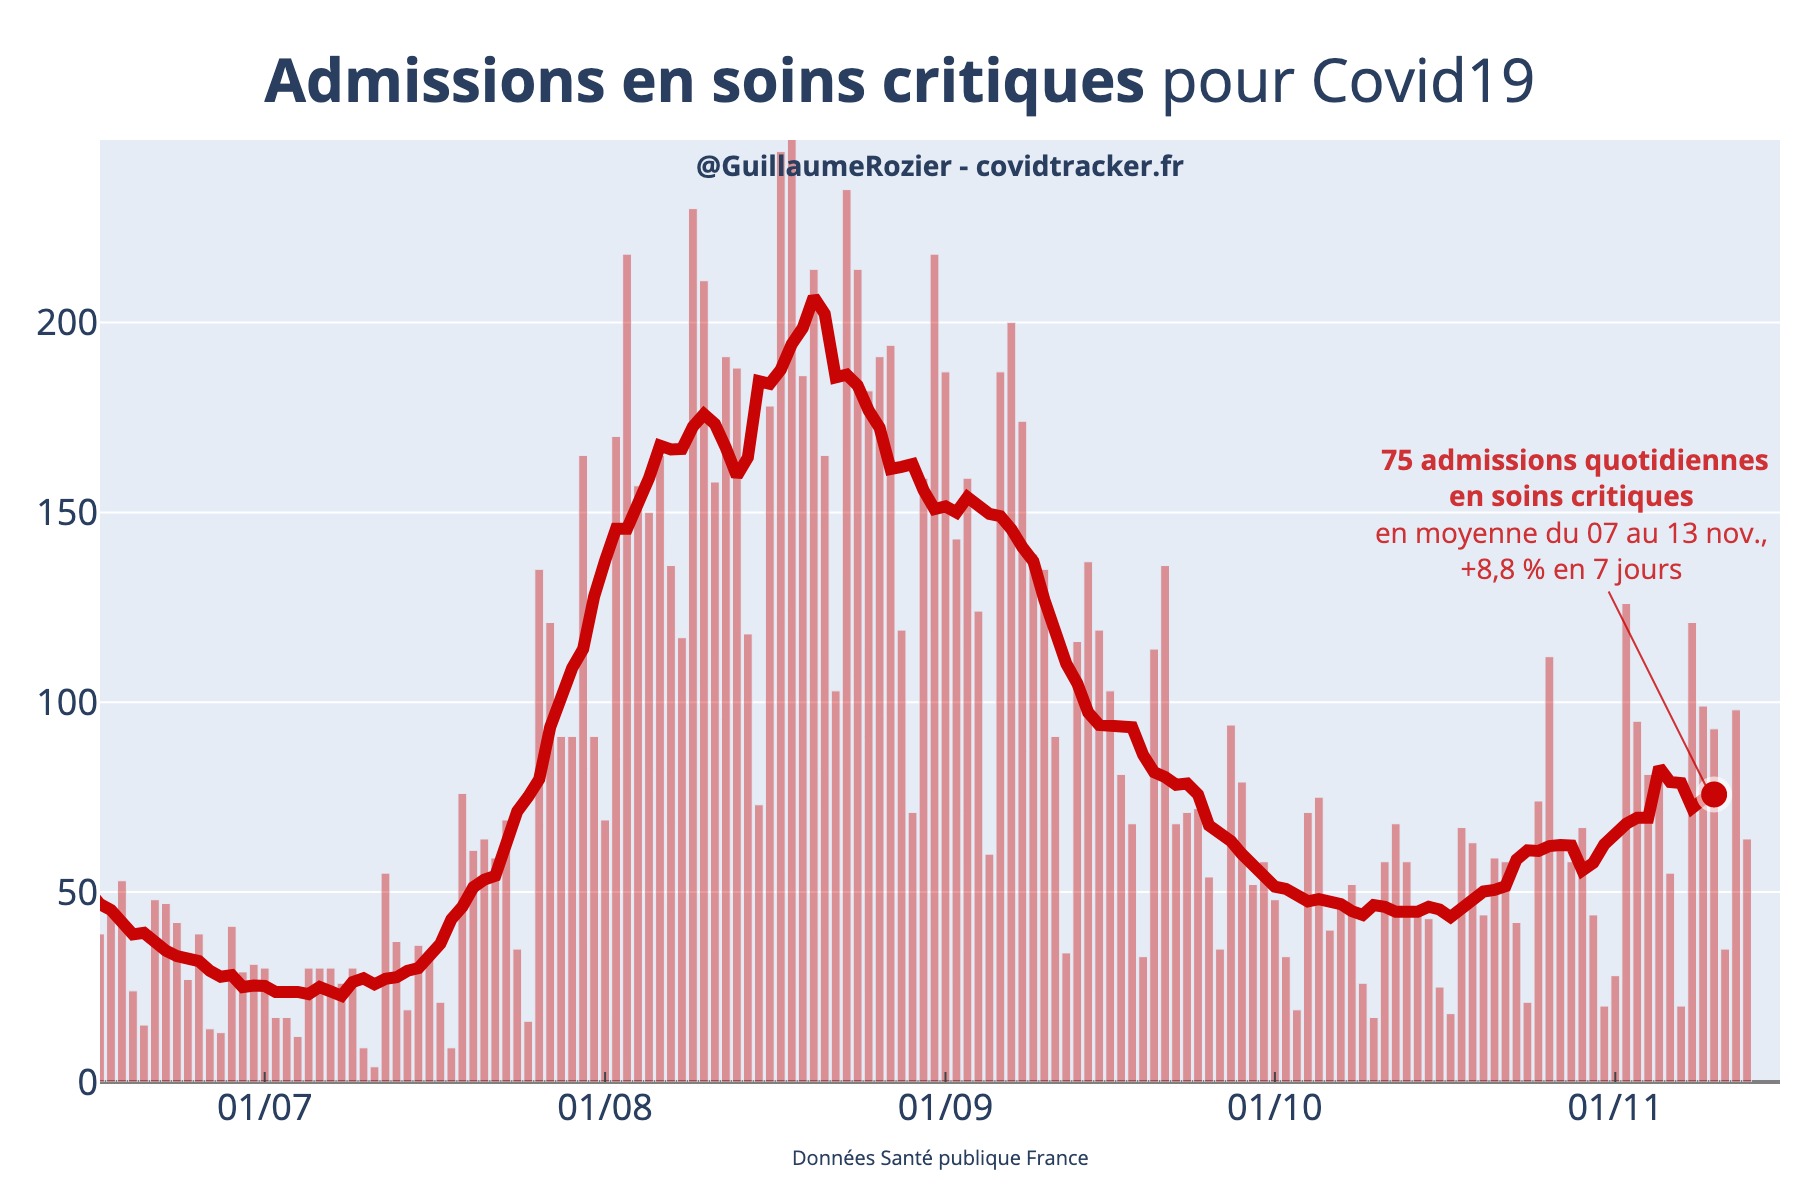 Admissions en soins critiques pour Covid19
@GuillaumeRozier - covidtracker.fr
200
150
100
50
0
75 admissions quotidiennes
en soins critiques
en moyenne du 07 au 13 nov.,
+8,8 % en 7 jours
01/07 01/08 01/09 01/10 01/11
Données Santé publique France